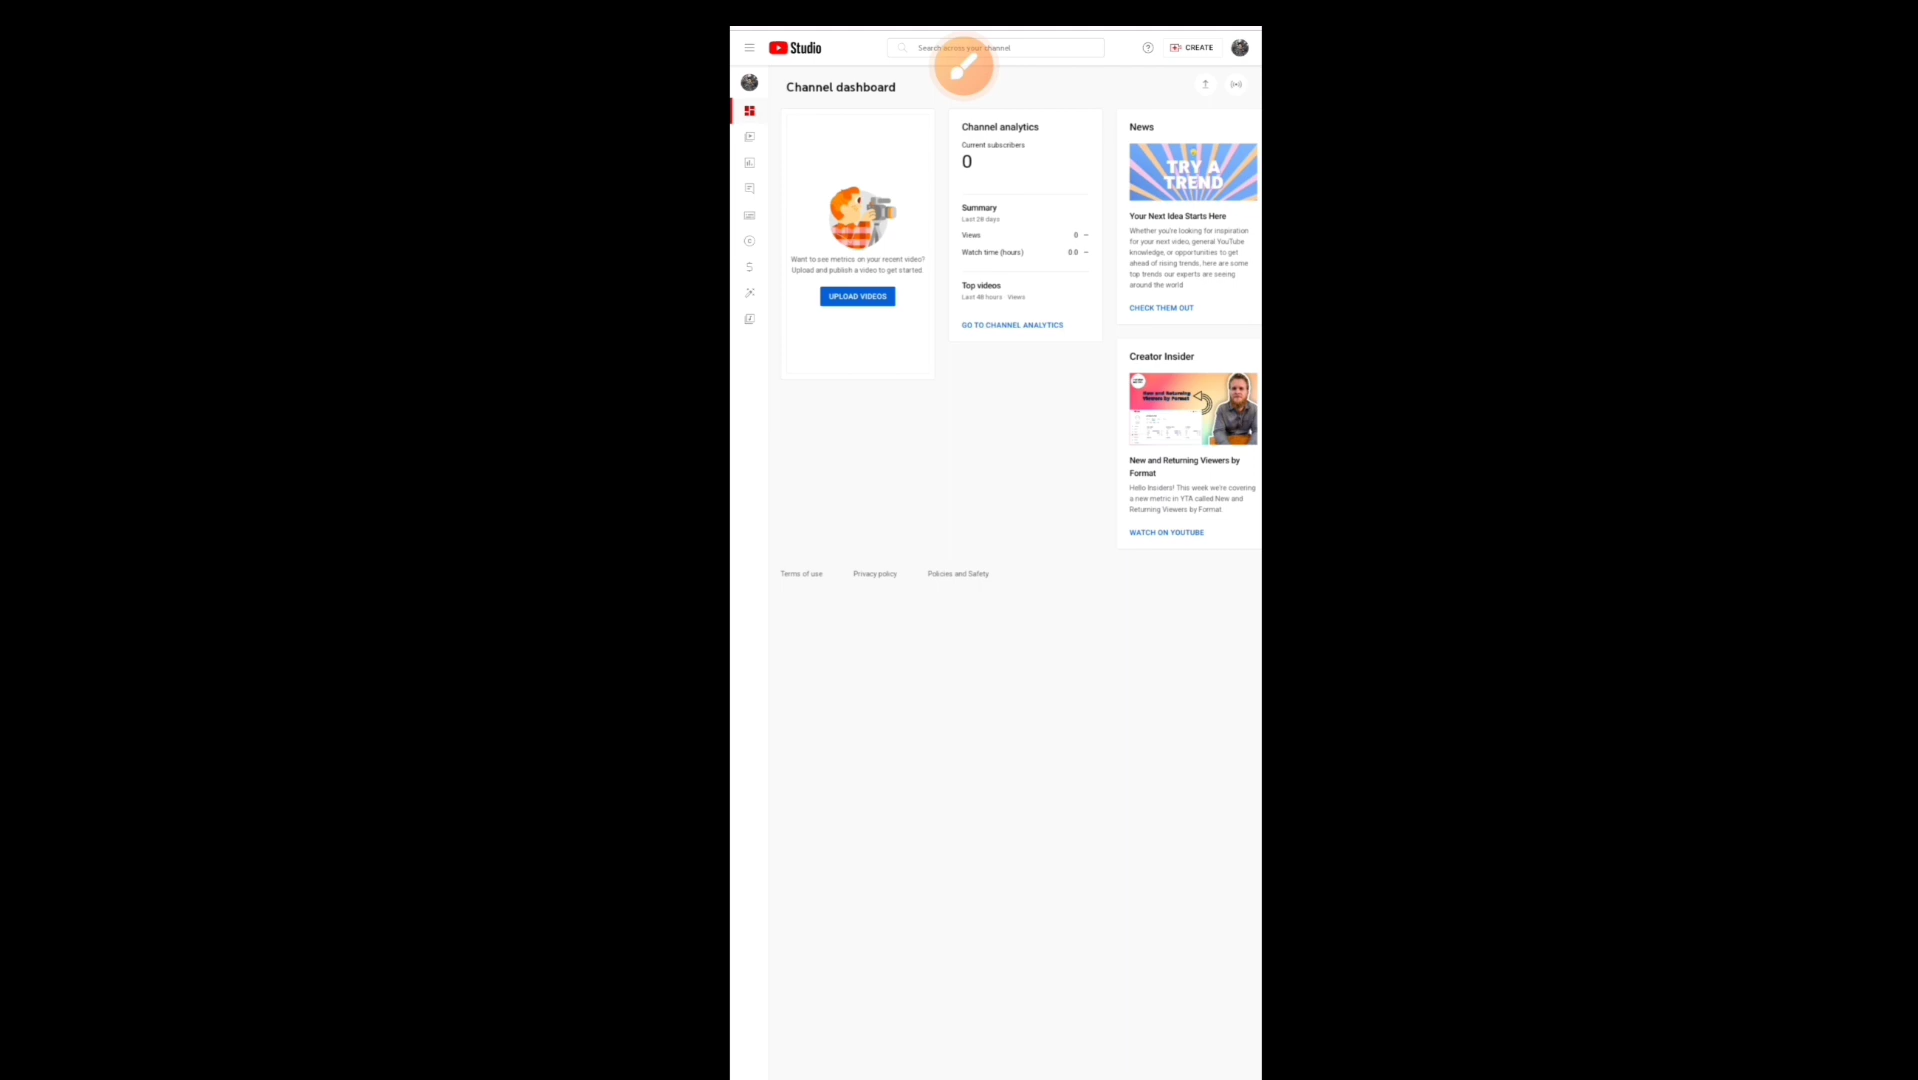 Studio
Search across your channel
CREATE
Channel dashboard
Want to see metrics on your recent video?
Upload and publish a video to get started.
UPLOAD VIDEOS
Channel analytics
Current subscribers
0
Summary
Last 28 days
Views 0 —
Watch time (hours) 0.0 —
Top videos
Last 48 hours · Views
GO TO CHANNEL ANALYTICS
News
TRY A
TREND
Your Next Idea Starts Here
Whether you're looking for inspiration
for your next video, general YouTube
knowledge, or opportunities to get
ahead of rising trends, here are some
top trends our experts are seeing
around the world
CHECK THEM OUT
Creator Insider
New and Returning
Viewers by Format
New and Returning Viewers by
Format
Hello Insiders! This week we're covering
a new metric in YTA called New and
Returning Viewers by Format
WATCH ON YOUTUBE
Terms of use
Privacy policy
Policies and Safety